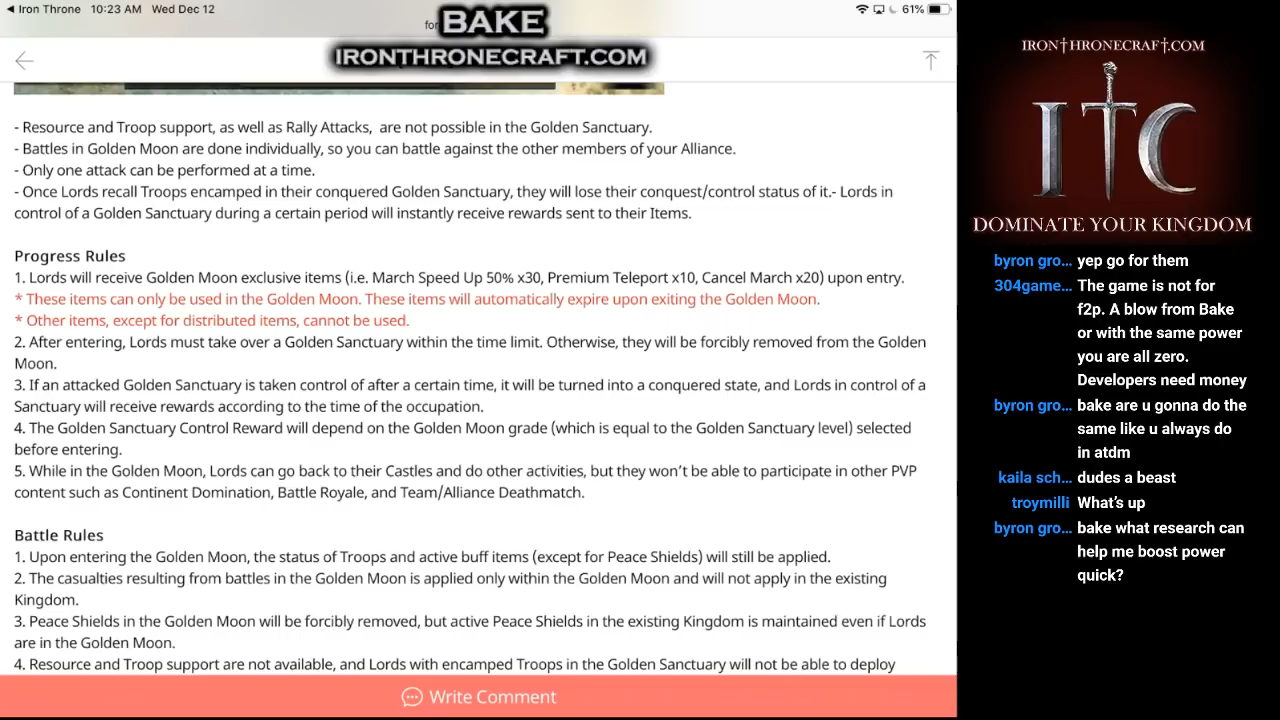 Iron Throne 10:23 AM Wed Dec 12
61%
for
BAKE
IRONTHRONECRAFT.COM
- Resource and Troop support, as well as Rally Attacks, are not possible in the Golden Sanctuary.
- Battles in Golden Moon are done individually, so you can battle against the other members of your Alliance.
- Only one attack can be performed at a time.
- Once Lords recall Troops encamped in their conquered Golden Sanctuary, they will lose their conquest/control status of it.- Lords in
control of a Golden Sanctuary during a certain period will instantly receive rewards sent to their Items.
Progress Rules
1. Lords will receive Golden Moon exclusive items (i.e. March Speed Up 50% x30, Premium Teleport x10, Cancel March x20) upon entry.
* These items can only be used in the Golden Moon. These items will automatically expire upon exiting the Golden Moon.
* Other items, except for distributed items, cannot be used.
2. After entering, Lords must take over a Golden Sanctuary within the time limit. Otherwise, they will be forcibly removed from the Golden
Moon.
3. If an attacked Golden Sanctuary is taken control of after a certain time, it will be turned into a conquered state, and Lords in control of a
Sanctuary will receive rewards according to the time of the occupation.
4. The Golden Sanctuary Control Reward will depend on the Golden Moon grade (which is equal to the Golden Sanctuary level) selected
before entering.
5. While in the Golden Moon, Lords can go back to their Castles and do other activities, but they won't be able to participate in other PVP
content such as Continent Domination, Battle Royale, and Team/Alliance Deathmatch.
Battle Rules
1. Upon entering the Golden Moon, the status of Troops and active buff items (except for Peace Shields) will still be applied.
2. The casualties resulting from battles in the Golden Moon is applied only within the Golden Moon and will not apply in the existing
Kingdom.
3. Peace Shields in the Golden Moon will be forcibly removed, but active Peace Shields in the existing Kingdom is maintained even if Lords
are in the Golden Moon.
4. Resource and Troop support are not available, and Lords with encamped Troops in the Golden Sanctuary will not be able to deploy
Write Comment
IRON†HRONECRAF†.COM
ITC
DOMINATE YOUR KINGDOM
byron gro... yep go for them
304game... The game is not for
f2p. A blow from Bake
or with the same power
you are all zero.
Developers need money
byron gro... bake are u gonna do the
same like u always do
in atdm
kaila sch... dudes a beast
troymilli What's up
byron gro... bake what research can
help me boost power
quick?